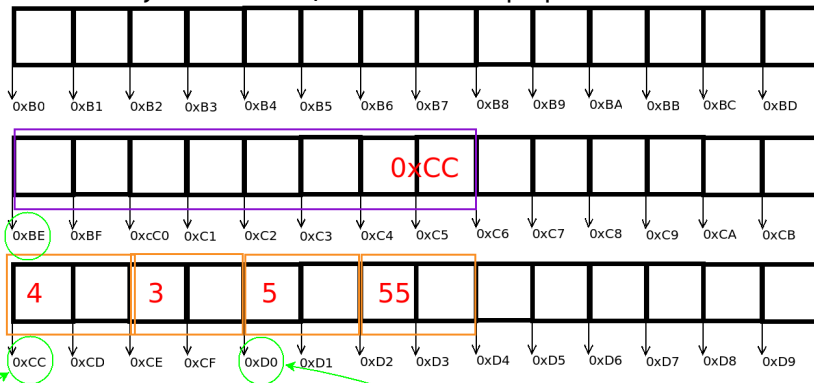 0xB0 0xB1 0xB2 0xB3 0xB4 0xB5 0xB6 0xB7 0xB8 0xB9 0xBA 0xBB 0xBC 0xBD
0xCC
0xBE 0xBF 0xcC0 0xC1 0xC2 0xC3 0xC4 0xC5 0xC6 0xC7 0xC8 0xC9 0xCA 0xCB
4 3 5 55
0xCC 0xCD 0xCE 0xCF 0xD0 0xD1 0xD2 0xD3 0xD4 0xD5 0xD6 0xD7 0xD8 0xD9